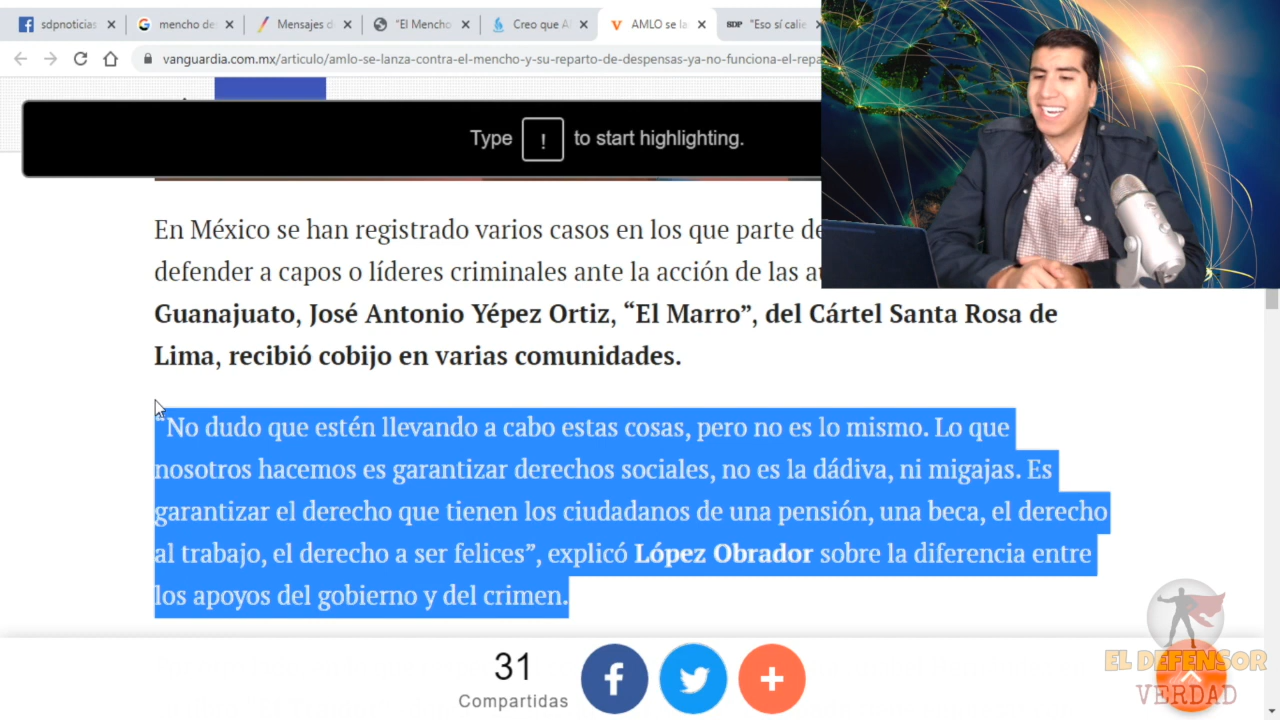 sdpnoticias
mencho de
Mensajes d
"El Mencho
Creo que A
AMLO se la
SDP "Eso sí calie
vanguardia.com.mx/articulo/amlo-se-lanza-contra-el-mencho-y-su-reparto-de-despensas-ya-no-funciona-el-repa
Type ! to start highlighting.
En México se han registrado varios casos en los que parte de
defender a capos o líderes criminales ante la acción de las au
Guanajuato, José Antonio Yépez Ortiz, “El Marro”, del Cártel Santa Rosa de
Lima, recibió cobijo en varias comunidades.
“No dudo que estén llevando a cabo estas cosas, pero no es lo mismo. Lo que
nosotros hacemos es garantizar derechos sociales, no es la dádiva, ni migajas. Es
garantizar el derecho que tienen los ciudadanos de una pensión, una beca, el derecho
al trabajo, el derecho a ser felices”, explicó López Obrador sobre la diferencia entre
los apoyos del gobierno y del crimen.
31
Compartidas
EL DEFENSOR
VERDAD